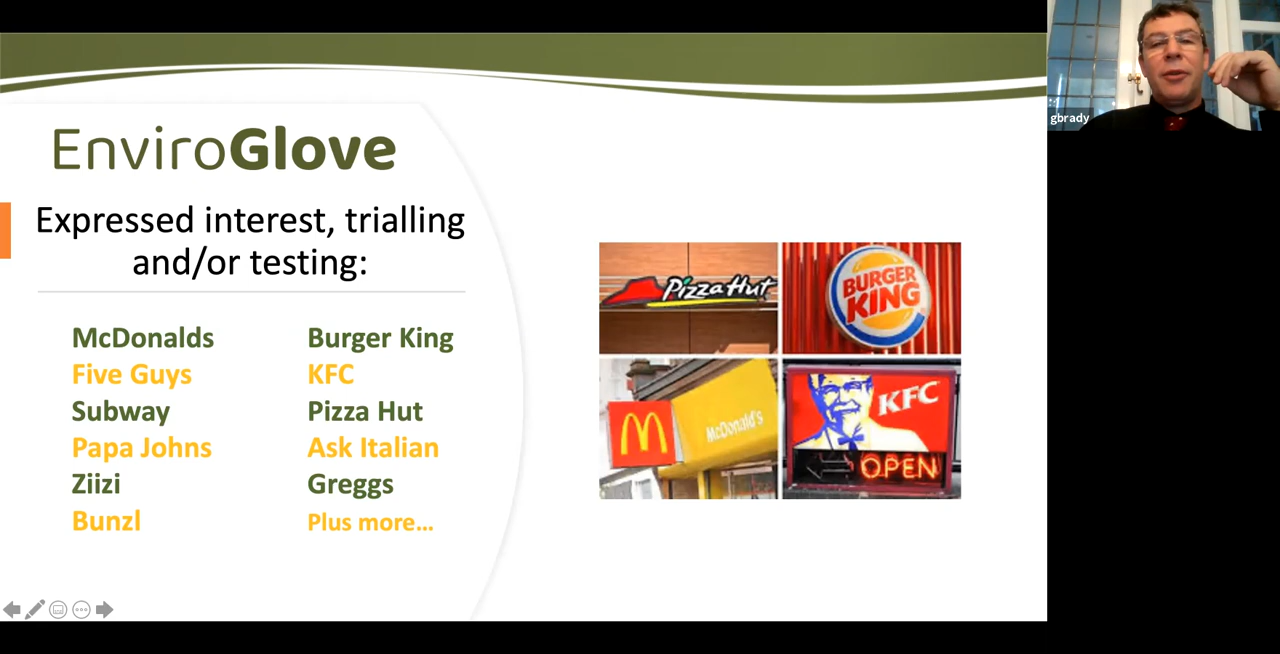 EnviroGlove
Expressed interest, trialling
and/or testing:
McDonalds
Five Guys
Subway
Papa Johns
Ziizi
Bunzl
Burger King
KFC
Pizza Hut
Ask Italian
Greggs
Plus more...
Pizza Hut
BURGER
KING
M
McDonald's
KFC
OPEN
gbrady